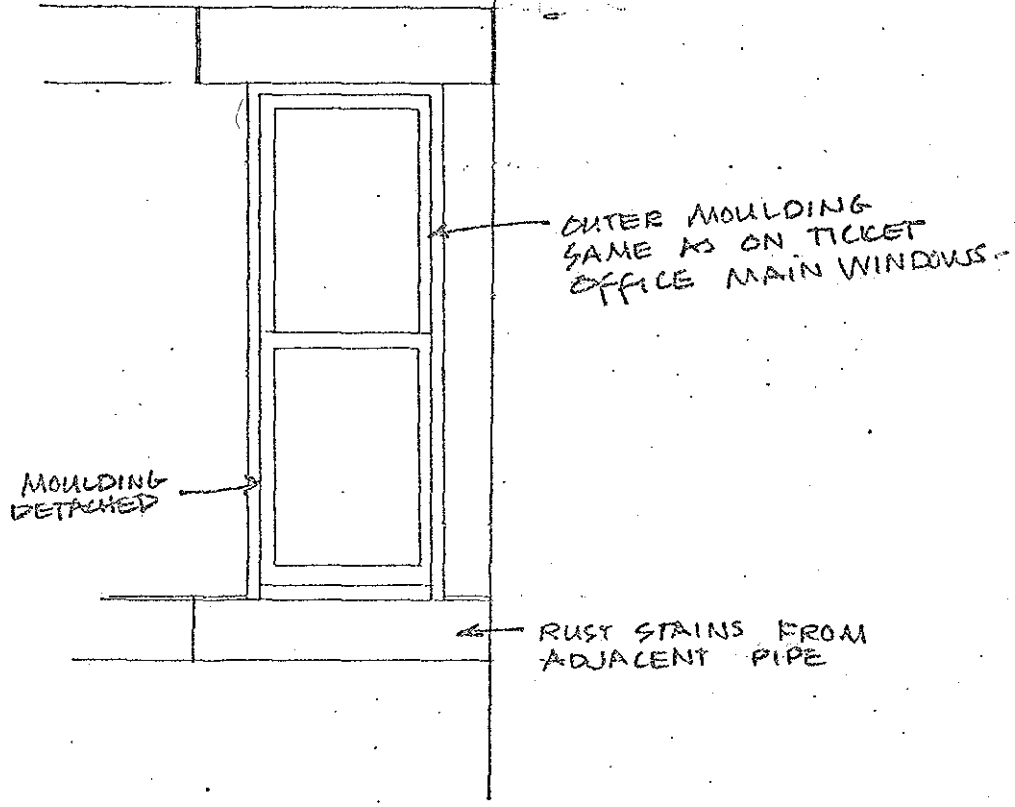 OUTER MOULDING
SAME AS ON TICKET
OFFICE MAIN WINDOWS.
MOULDING
DETACHED
RUST STAINS FROM
ADJACENT PIPE